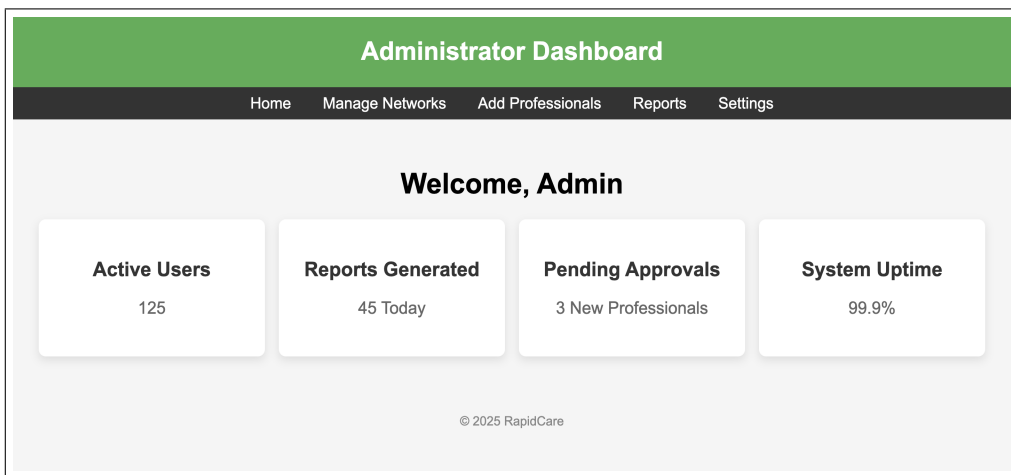 Administrator Dashboard
Home Manage Networks Add Professionals Reports Settings
Welcome, Admin
Active Users
125
Reports Generated
45 Today
Pending Approvals
3 New Professionals
System Uptime
99.9%
© 2025 RapidCare